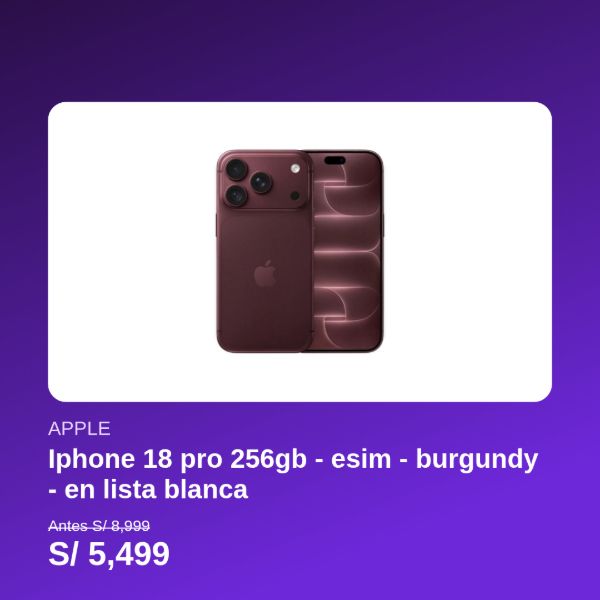 APPLE
Iphone 18 pro 256gb - esim - burgundy
- en lista blanca
Antes S/ 8,999
S/ 5,499